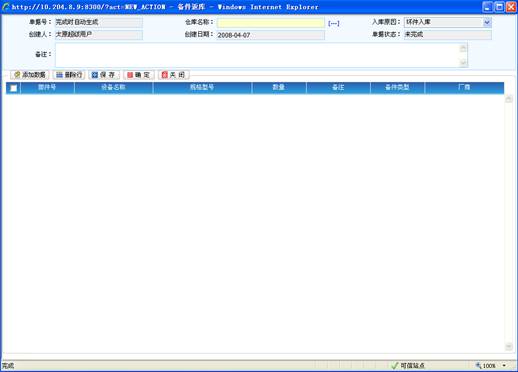 http://10.204.8.9:8300/?act=NEW_ACTION - 备件返库 - Windows Internet Explorer
单据号： 完成时自动生成 仓库名称： [---] 入库原因： 坏件入库
创建人： 太原超级用户 创建日期： 2008-04-07 单据状态： 未完成
备注：
添加数据 删除行 保 存 确 定 关 闭
部件号 设备名称 规格型号 数量 备注 备件类型 厂商
完成 可信站点 100%